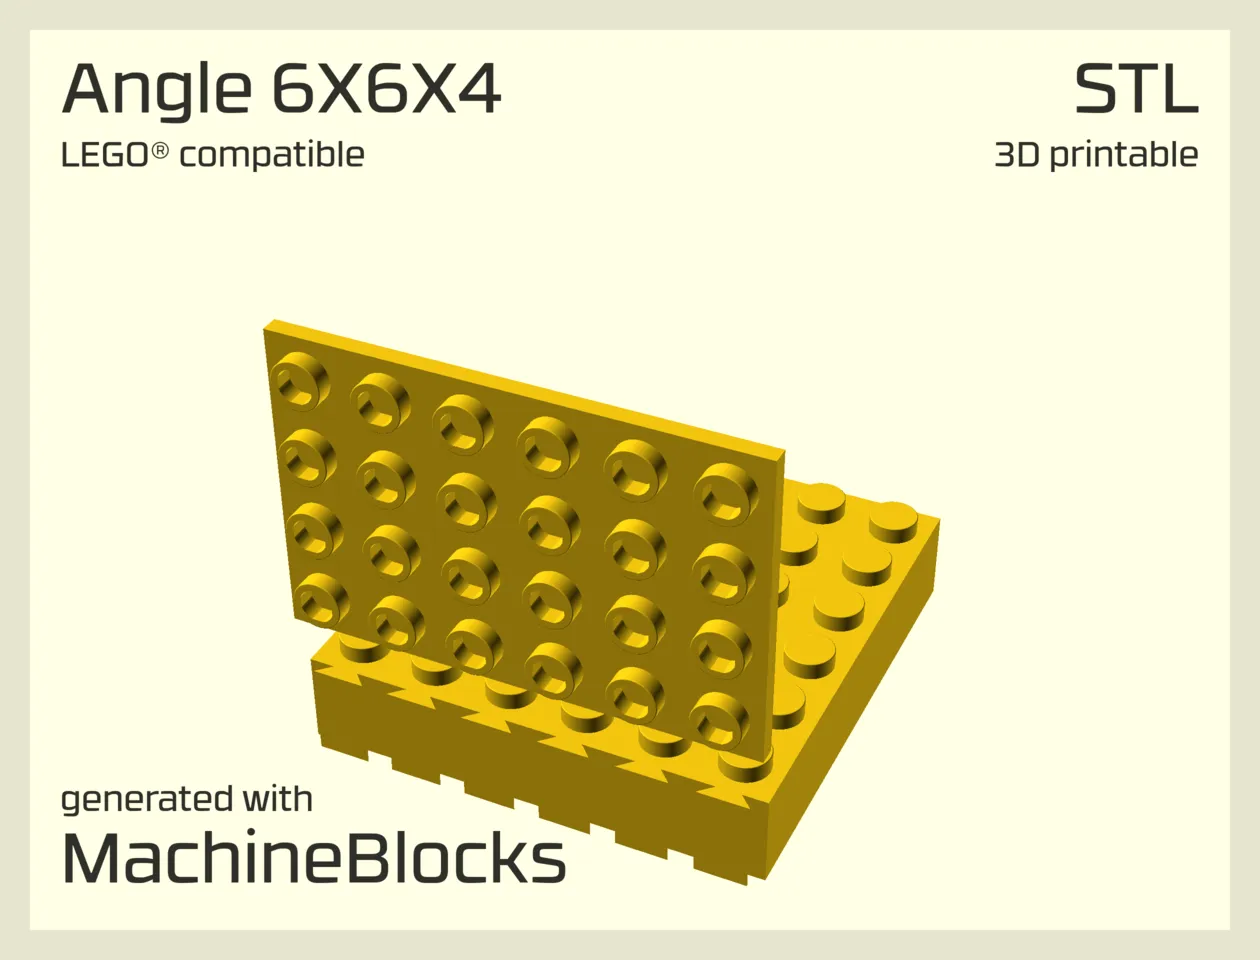 Angle 6X6X4
LEGO® compatible
STL
3D printable
generated with
MachineBlocks